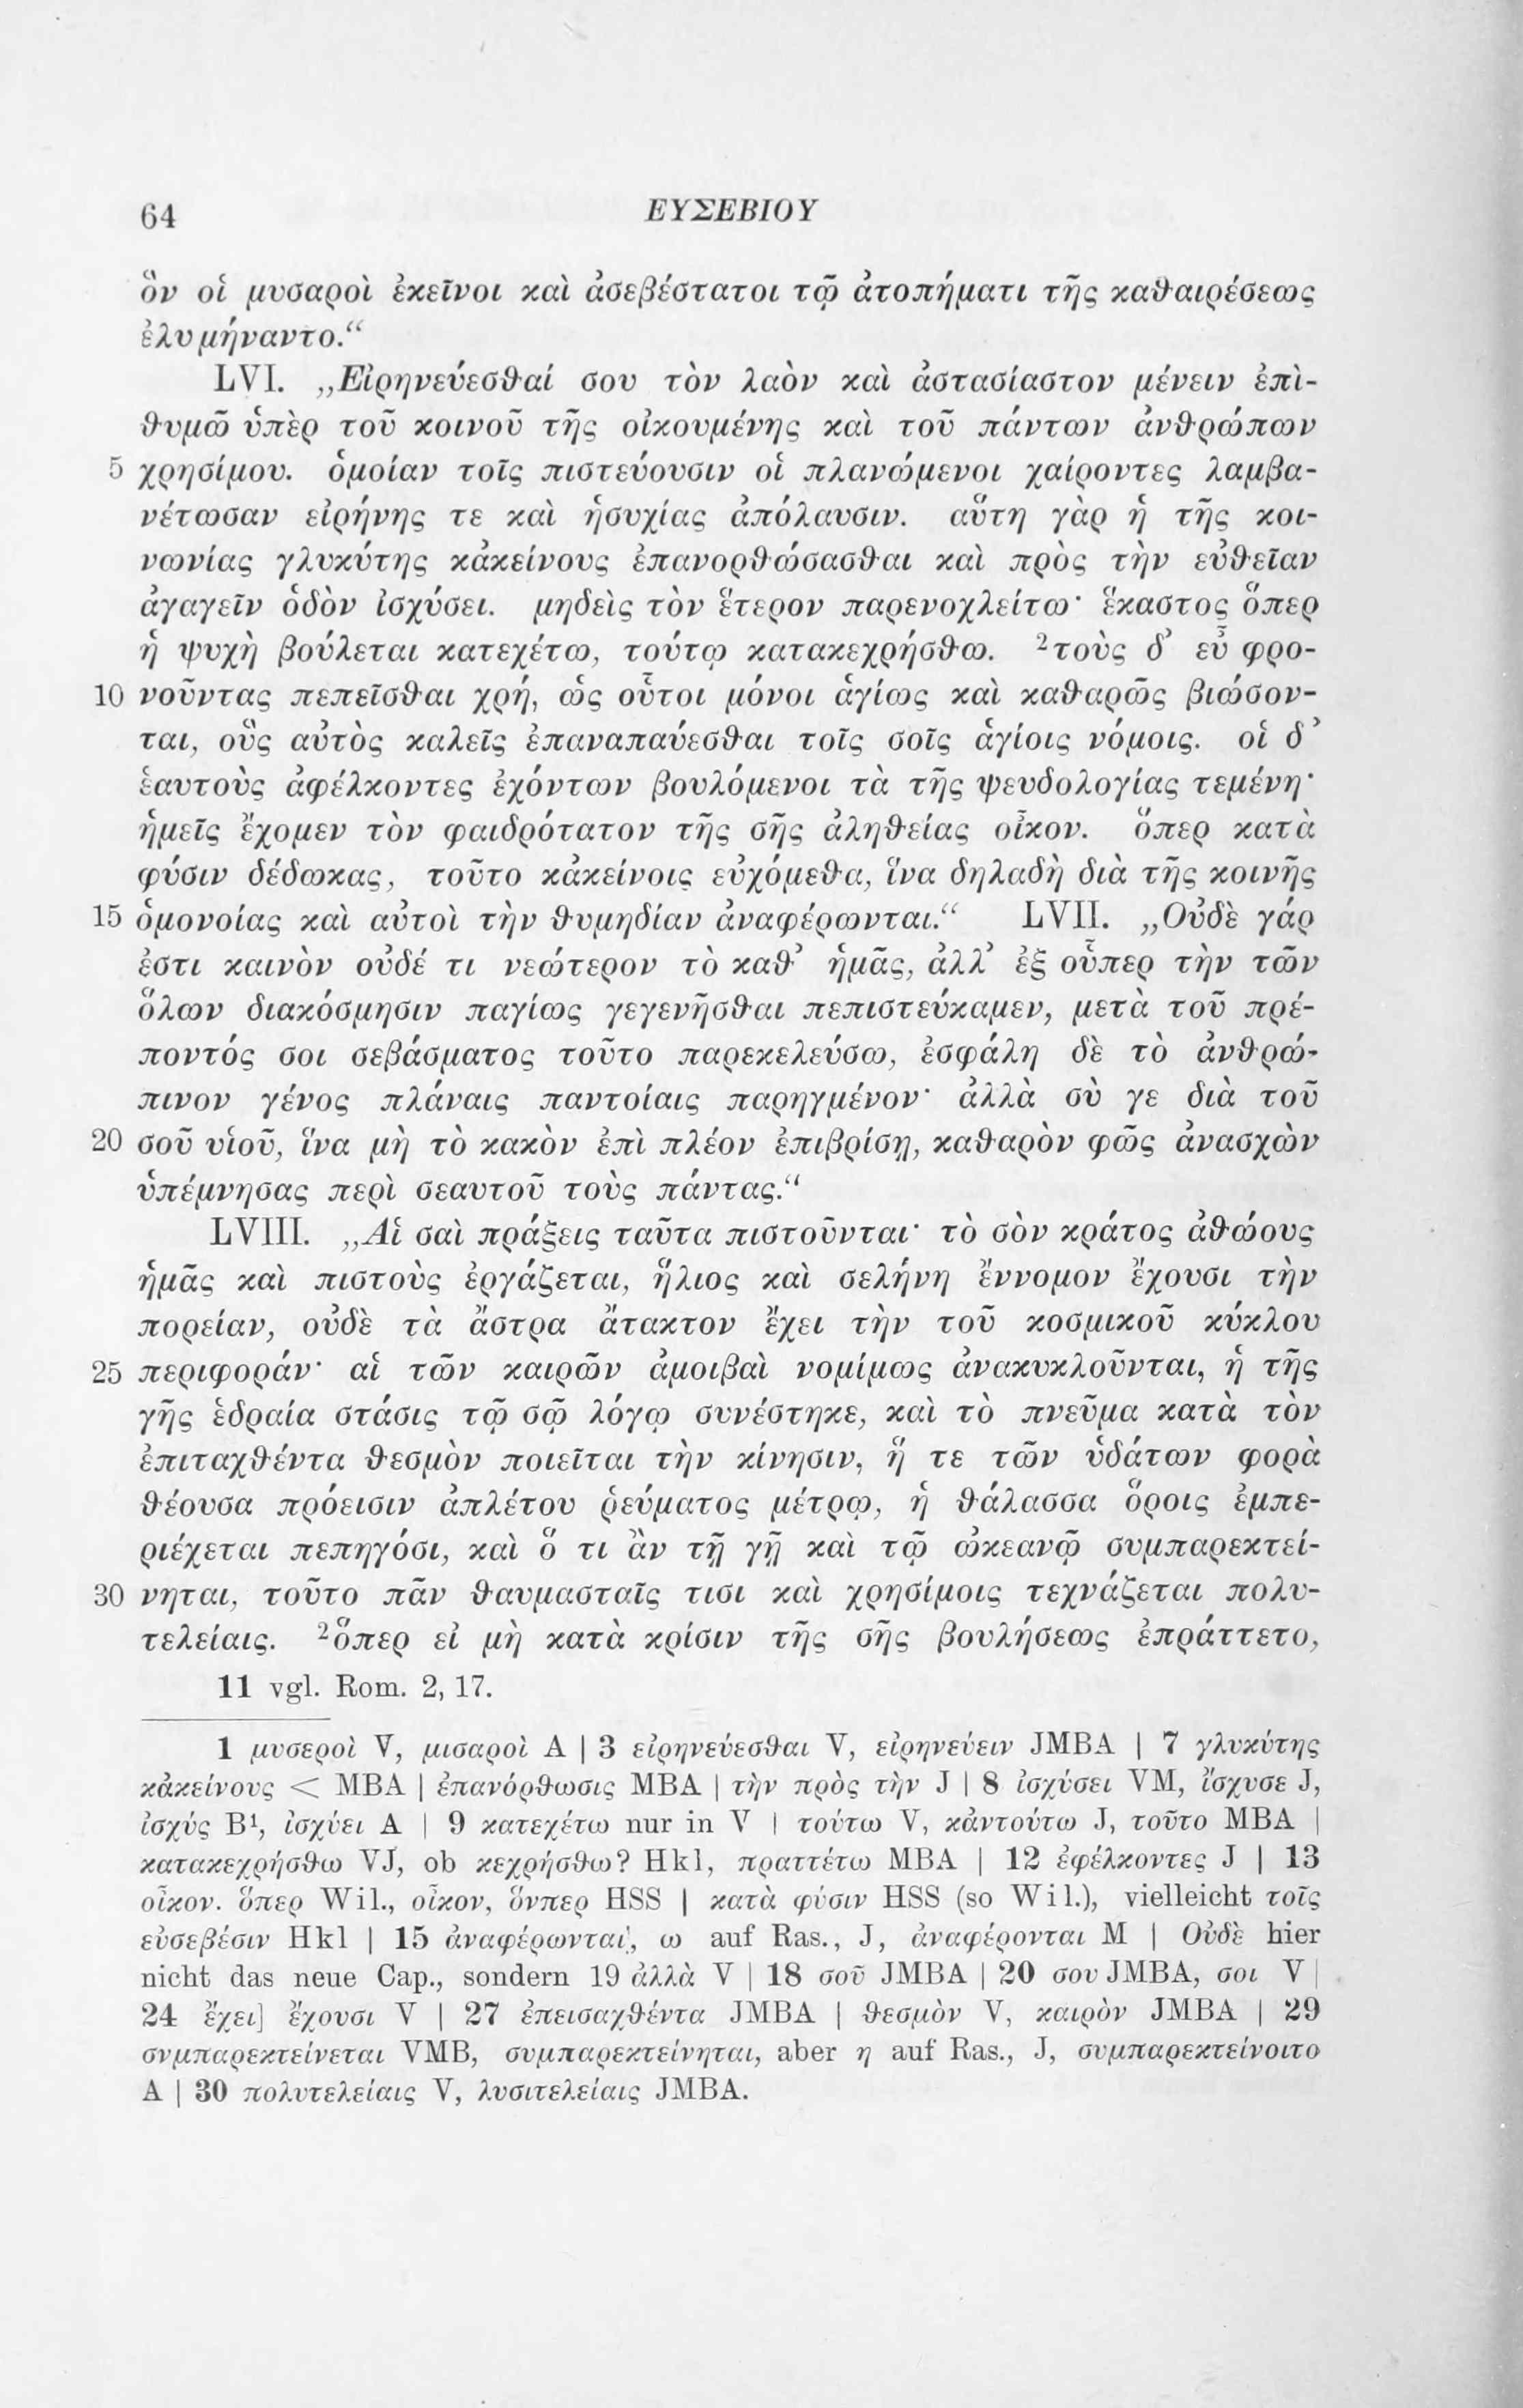 64
ΕΥΣΕΒΙΟΥ
ὃν οἱ μυσαροὶ ἐκεῖνοι καὶ ἀσεβέστατοι τῷ ἀτοπήματι τῆς καθαιρέσεως
ἐλυμήναντο.“
LVI. „Εἰρηνεύεσθαί σου τὸν λαὸν καὶ ἀστασίαστον μένειν ἐπι-
θυμῶ ὑπὲρ τοῦ κοινοῦ τῆς οἰκουμένης καὶ τοῦ πάντων ἀνθρώπων
5 χρησίμου. ὁμοίαν τοῖς πιστεύουσιν οἱ πλανώμενοι χαίροντες λαμβα-
νέτωσαν εἰρήνης τε καὶ ἡσυχίας ἀπόλαυσιν. αὕτη γὰρ ἡ τῆς κοι-
νωνίας γλυκύτης κἀκείνους ἐπανορθώσασθαι καὶ πρὸς τὴν εὐθεῖαν
ἀγαγεῖν ὁδὸν ἰσχύσει. μηδεὶς τὸν ἕτερον παρενοχλείτω· ἕκαστος ὅπερ
ἡ ψυχὴ βούλεται κατεχέτω, τούτῳ κατακεχρήσθω. ²τοὺς δ’ εὖ φρο-
10 νοῦντας πεπεῖσθαι χρή, ὡς οὗτοι μόνοι ἁγίως καὶ καθαρῶς βιώσον-
ται, οὓς αὐτὸς καλεῖς ἐπαναπαύεσθαι τοῖς σοῖς ἁγίοις νόμοις. οἱ δ’
ἑαυτοὺς ἀφέλκοντες ἐχόντων βουλόμενοι τὰ τῆς ψευδολογίας τεμένη·
ἡμεῖς ἔχομεν τὸν φαιδρότατον τῆς σῆς ἀληθείας οἶκον. ὅπερ κατὰ
φύσιν δέδωκας, τοῦτο κἀκείνοις εὐχόμεθα, ἵνα δηλαδὴ διὰ τῆς κοινῆς
15 ὁμονοίας καὶ αὐτοὶ τὴν θυμηδίαν ἀναφέρωνται.“ LVII. „Οὐδὲ γάρ
ἐστι καινὸν οὐδέ τι νεώτερον τὸ καθ’ ἡμᾶς, ἀλλ’ ἐξ οὗπερ τὴν τῶν
ὅλων διακόσμησιν παγίως γεγενῆσθαι πεπιστεύκαμεν, μετὰ τοῦ πρέ-
ποντός σοι σεβάσματος τοῦτο παρεκελεύσω, ἐσφάλη δὲ τὸ ἀνθρώ-
πινον γένος πλάναις παντοίαις παρηγμένον· ἀλλὰ σὺ γε διὰ τοῦ
20 σοῦ υἱοῦ, ἵνα μὴ τὸ κακὸν ἐπὶ πλέον ἐπιβρίσῃ, καθαρὸν φῶς ἀνασχὼν
ὑπέμνησας περὶ σεαυτοῦ τοὺς πάντας.“
LVIII. „Αἱ σαὶ πράξεις ταῦτα πιστοῦνται· τὸ σὸν κράτος ἀθώους
ἡμᾶς καὶ πιστοὺς ἐργάζεται, ἥλιος καὶ σελήνη ἔννομον ἔχουσι τὴν
πορείαν, οὐδὲ τὰ ἄστρα ἄτακτον ἔχει τὴν τοῦ κοσμικοῦ κύκλου
25 περιφοράν· αἱ τῶν καιρῶν ἀμοιβαὶ νομίμως ἀνακυκλοῦνται, ἡ τῆς
γῆς ἑδραία στάσις τῷ σῷ λόγῳ συνέστηκε, καὶ τὸ πνεῦμα κατὰ τὸν
ἐπιταχθέντα θεσμὸν ποιεῖται τὴν κίνησιν, ἥ τε τῶν ὑδάτων φορὰ
θέουσα πρόεισιν ἀπλέτου ῥεύματος μέτρῳ, ἡ θάλασσα ὅροις ἐμπε-
ριέχεται πεπηγόσι, καὶ ὅ τι ἂν τῇ γῇ καὶ τῷ ὠκεανῷ συμπαρεκτεί-
30 νηται, τοῦτο πᾶν θαυμασταῖς τισι καὶ χρησίμοις τεχνάζεται πολυ-
τελείαις. ²ὅπερ εἰ μὴ κατὰ κρίσιν τῆς σῆς βουλήσεως ἐπράττετο,
11 vgl. Rom. 2, 17.
1 μυσεροὶ V, μισαροὶ A | 3 εἰρηνεύεσθαι V, εἰρηνεύειν JMBA | 7 γλυκύτης
κἀκείνους < MBA | ἐπανόρθωσις MBA | τὴν πρὸς τὴν J | 8 ἰσχύσει VM, ἴσχυσε J,
ἰσχύς B¹, ἰσχύει A | 9 κατεχέτω nur in V | τούτω V, κἀντούτω J, τοῦτο MBA |
κατακεχρήσθω VJ, ob κεχρήσθω? Hkl, πραττέτω MBA | 12 ἐφέλκοντες J | 13
οἶκον. ὅπερ Wil., οἶκον, ὅνπερ HSS | κατὰ φύσιν HSS (so Wil.), vielleicht τοῖς
εὐσεβέσιν Hkl | 15 ἀναφέρωνται, ω auf Ras., J, ἀναφέρονται M | Οὐδὲ hier
nicht das neue Cap., sondern 19 ἀλλὰ V | 18 σοῦ JMBA | 20 σου JMBA, σοι V |
24 ἔχει] ἔχουσι V | 27 ἐπεισαχθέντα JMBA | θεσμὸν V, καιρὸν JMBA | 29
συμπαρεκτείνεται VMB, συμπαρεκτείνηται, aber η auf Ras., J, συμπαρεκτείνοιτο
A | 30 πολυτελείαις V, λυσιτελείαις JMBA.